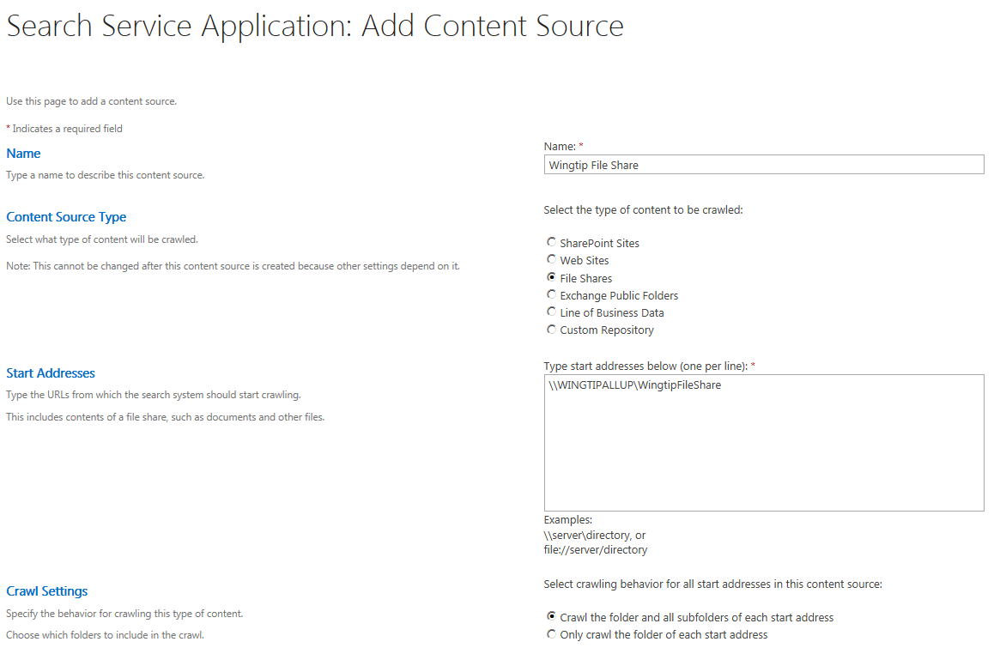 Search Service Application: Add Content Source
Use this page to add a content source.
* Indicates a required field
Name
Type a name to describe this content source.
Name: *
Wingtip File Share
Content Source Type
Select what type of content will be crawled.
Note: This cannot be changed after this content source is created because other settings depend on it.
Select the type of content to be crawled:
SharePoint Sites
Web Sites
File Shares
Exchange Public Folders
Line of Business Data
Custom Repository
Start Addresses
Type the URLs from which the search system should start crawling.
This includes contents of a file share, such as documents and other files.
Type start addresses below (one per line): *
\\WINGTIPALLUP\WingtipFileShare
Examples:
\\server\directory, or
file://server/directory
Crawl Settings
Specify the behavior for crawling this type of content.
Choose which folders to include in the crawl.
Select crawling behavior for all start addresses in this content source:
Crawl the folder and all subfolders of each start address
Only crawl the folder of each start address